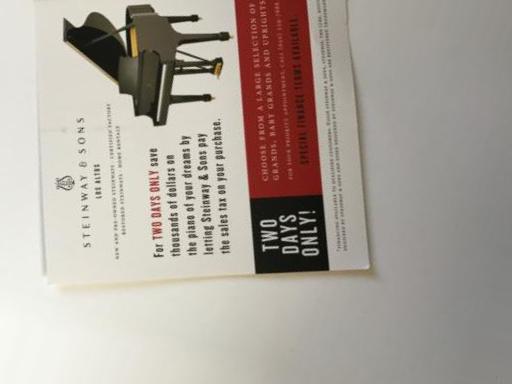 STEINWAY & SONS
LOS ALTOS
NEW AND PRE-OWNED STEINWAYS · CERTIFIED FACTORY
RESTORED STEINWAYS · HOME RENTALS
For TWO DAYS ONLY save
thousands of dollars on
the piano of your dreams by
letting Steinway & Sons pay
the sales tax on your purchase.
TWO
DAYS
ONLY!
CHOOSE FROM A LARGE SELECTION OF
GRANDS, BABY GRANDS AND UPRIGHTS
FOR YOUR PRIVATE APPOINTMENT, CALL
SPECIAL FINANCE TERMS AVAILABLE